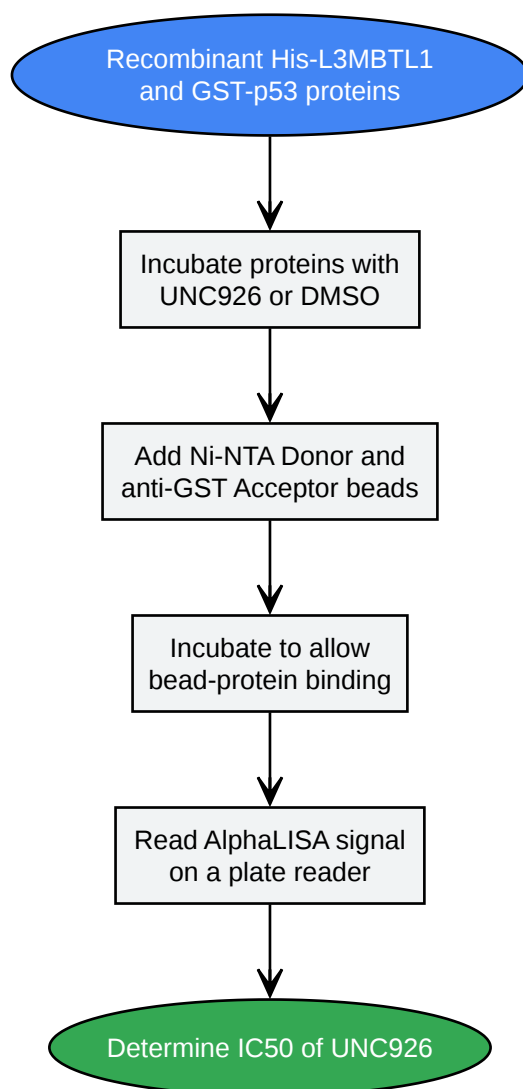 Recombinant His-L3MBTL1
and GST-p53 proteins
Incubate proteins with
UNC926 or DMSO
Add Ni-NTA Donor and
anti-GST Acceptor beads
Incubate to allow
bead-protein binding
Read AlphaLISA signal
on a plate reader
Determine IC50 of UNC926